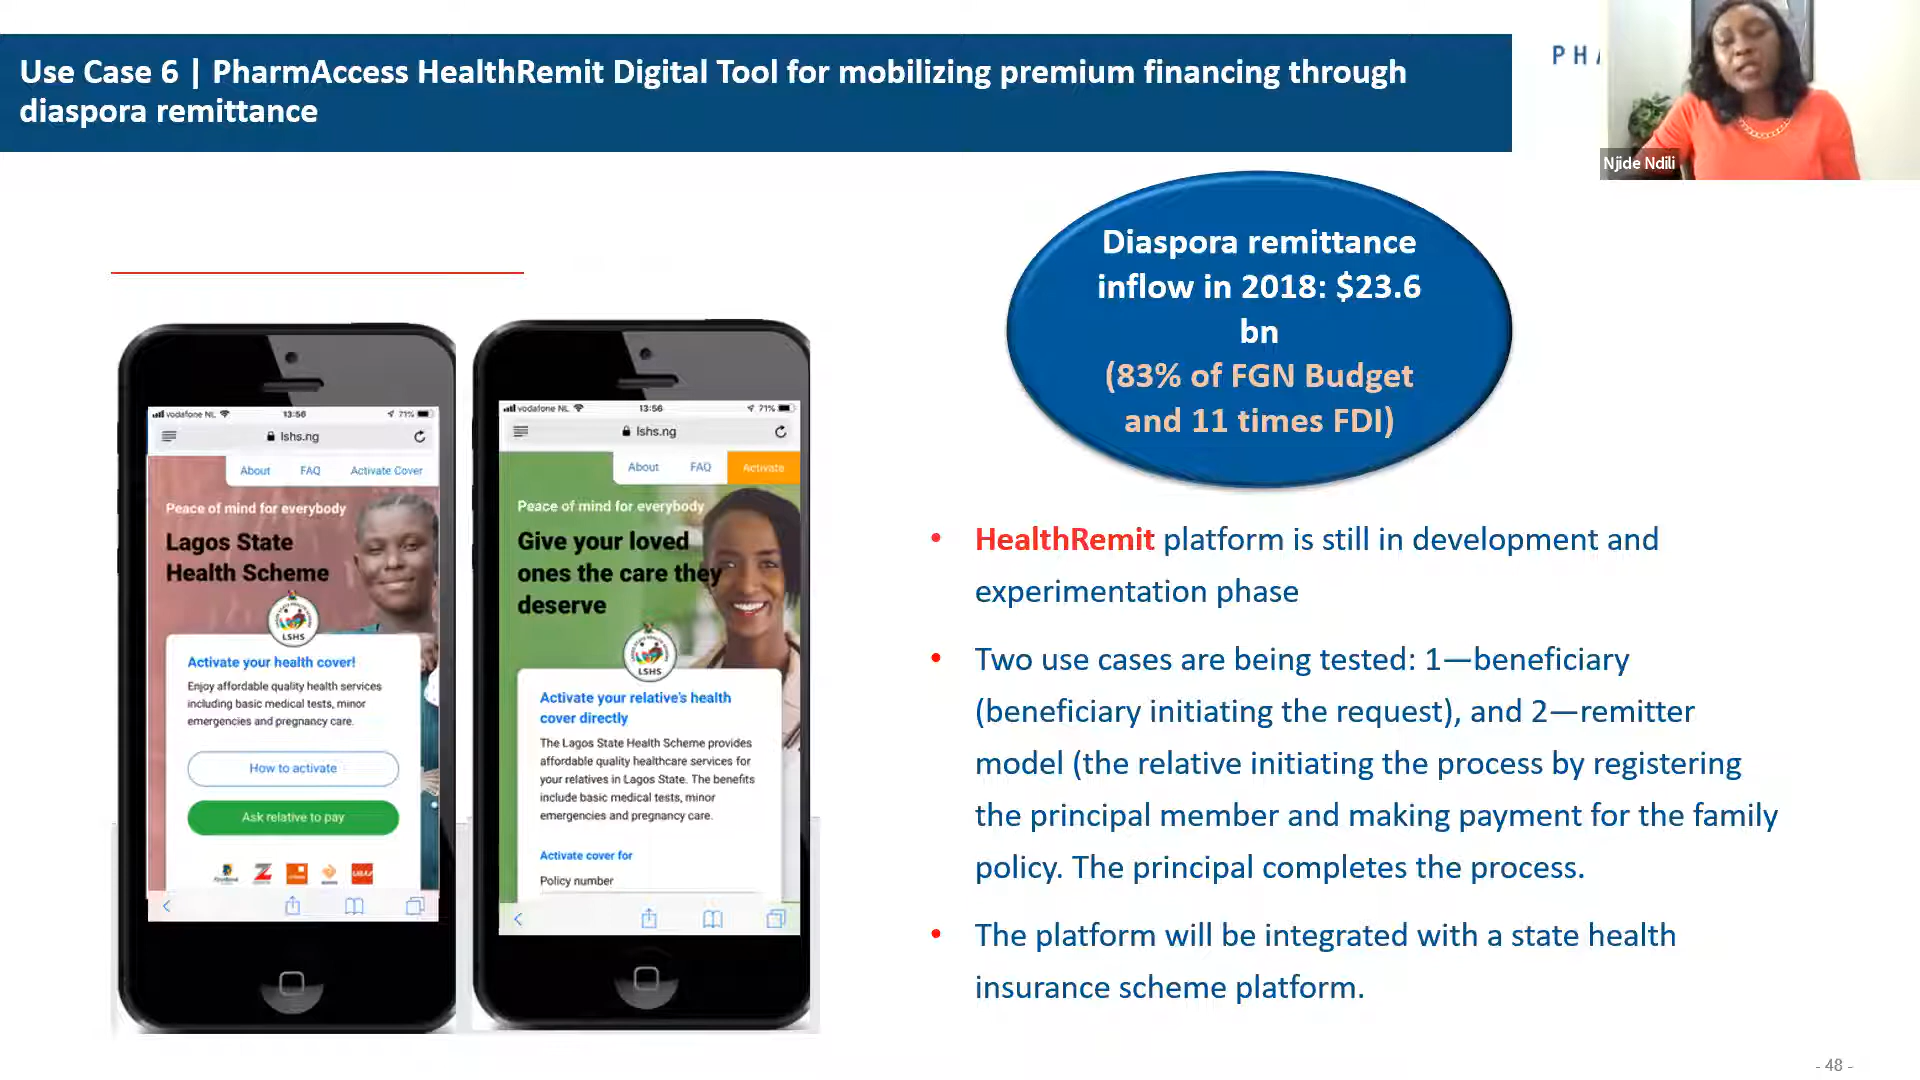 Use Case 6 | PharmAccess HealthRemit Digital Tool for mobilizing premium financing through
diaspora remittance
PHA
Njide Ndili
Diaspora remittance
inflow in 2018: $23.6
bn
(83% of FGN Budget
and 11 times FDI)
vodafone NL 13:56 71%
lshs.ng
About FAQ Activate Cover
Peace of mind for everybody
Lagos State
Health Scheme
LSHS
Activate your health cover!
Enjoy affordable quality health services
including basic medical tests, minor
emergencies and pregnancy care.
How to activate
Ask relative to pay
vodafone NL 13:56 71%
lshs.ng
About FAQ Activate
Peace of mind for everybody
Give your loved
ones the care they
deserve
LSHS
Activate your relative's health
cover directly
The Lagos State Health Scheme provides
affordable quality healthcare services for
your relatives in Lagos State. The benefits
include basic medical tests, minor
emergencies and pregnancy care.
Activate cover for
Policy number
• HealthRemit platform is still in development and
experimentation phase
• Two use cases are being tested: 1—beneficiary
(beneficiary initiating the request), and 2—remitter
model (the relative initiating the process by registering
the principal member and making payment for the family
policy. The principal completes the process.
• The platform will be integrated with a state health
insurance scheme platform.
- 48 -